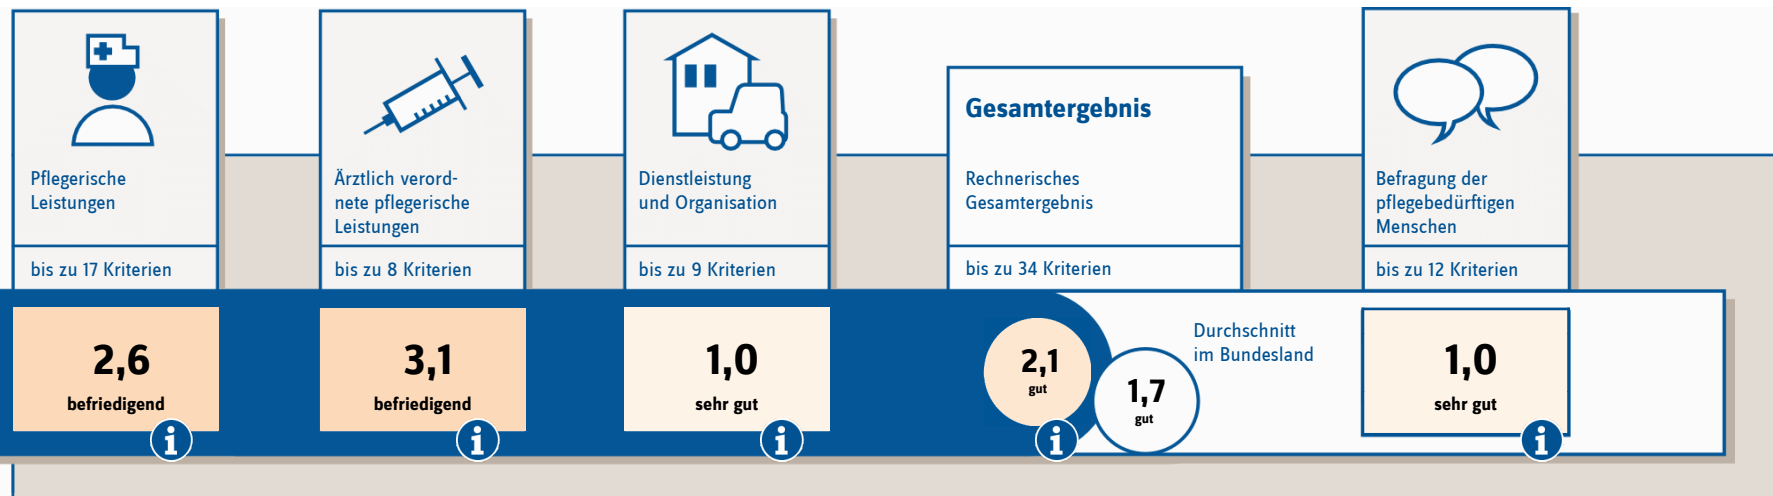 Pflegerische
Leistungen
bis zu 17 Kriterien
2,6
befriedigend
i
Ärztlich verord-
nete pflegerische
Leistungen
bis zu 8 Kriterien
3,1
befriedigend
i
Dienstleistung
und Organisation
bis zu 9 Kriterien
1,0
sehr gut
i
Gesamtergebnis
Rechnerisches
Gesamtergebnis
bis zu 34 Kriterien
2,1
gut
i
1,7
gut
Durchschnitt
im Bundesland
Befragung der
pflegebedürftigen
Menschen
bis zu 12 Kriterien
1,0
sehr gut
i